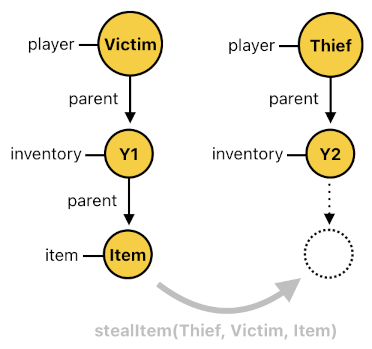 player Victim player Thief
parent parent
inventory Y1 inventory Y2
parent
item Item
stealItem(Thief, Victim, Item)